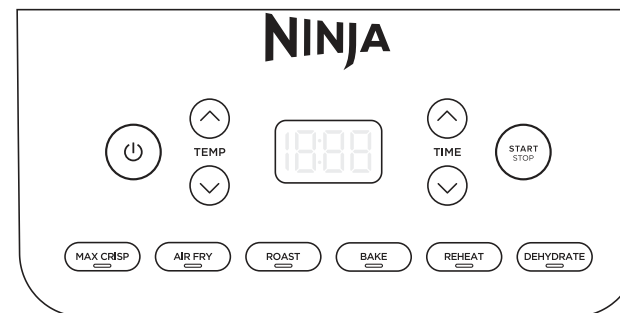 NINJA
TEMP
18:88
TIME
START
STOP
MAX CRISP
AIR FRY
ROAST
BAKE
REHEAT
DEHYDRATE